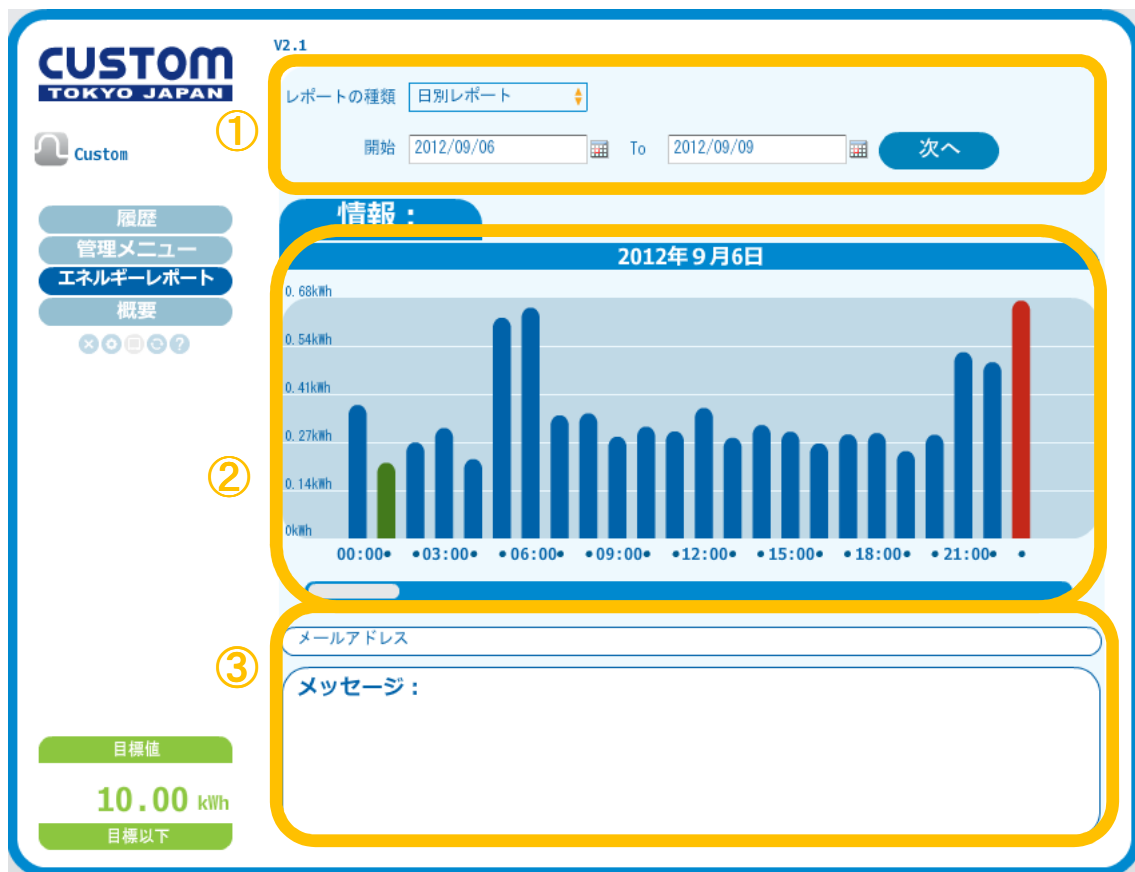 CUSTOM
TOKYO JAPAN
Custom
履歴
管理メニュー
エネルギーレポート
概要
?
目標値
10.00 kWh
目標以下
V2.1
①
レポートの種類 日別レポート
開始 2012/09/06 To 2012/09/09 次へ
情報：
②
2012年９月6日
0.68kWh
0.54kWh
0.41kWh
0.27kWh
0.14kWh
0kWh
00:00• •03:00• •06:00• •09:00• •12:00• •15:00• •18:00• •21:00• •
③
メールアドレス
メッセージ：